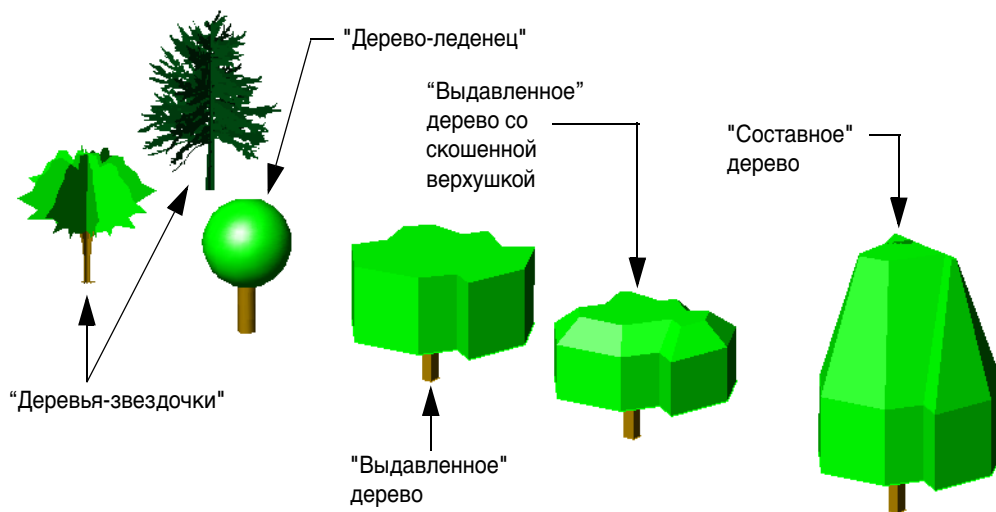 "Дерево-леденец"
“Выдавленное”
дерево со
скошенной
верхушкой
"Составное"
дерево
“Деревья-звездочки"
"Выдавленное"
дерево